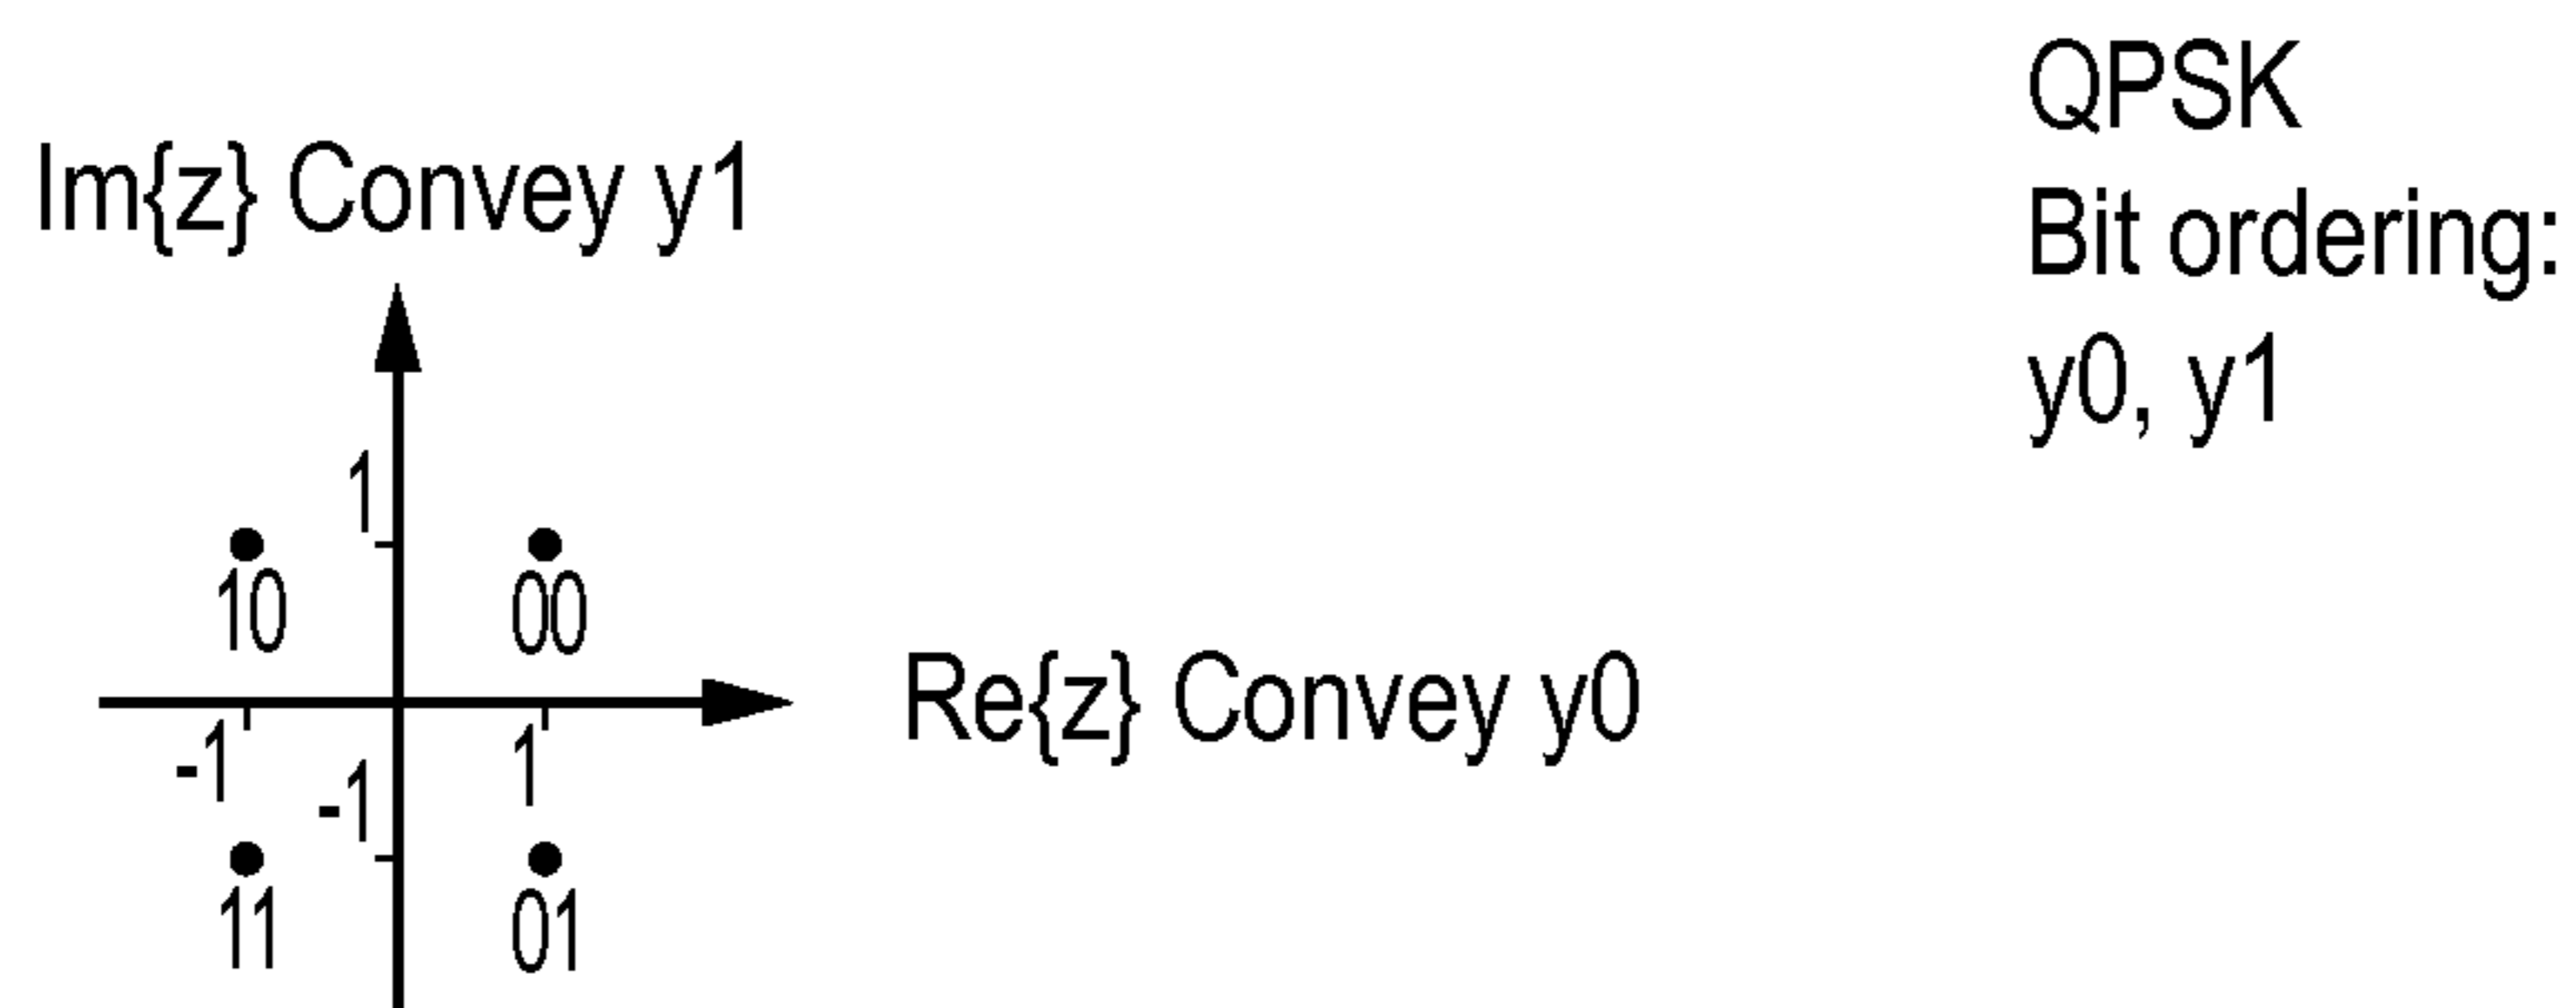 QPSK
Bit ordering:
y0, y1
Im{z} Convey y1
1
10
00
Re{z} Convey y0
-1
1
-1
11
01